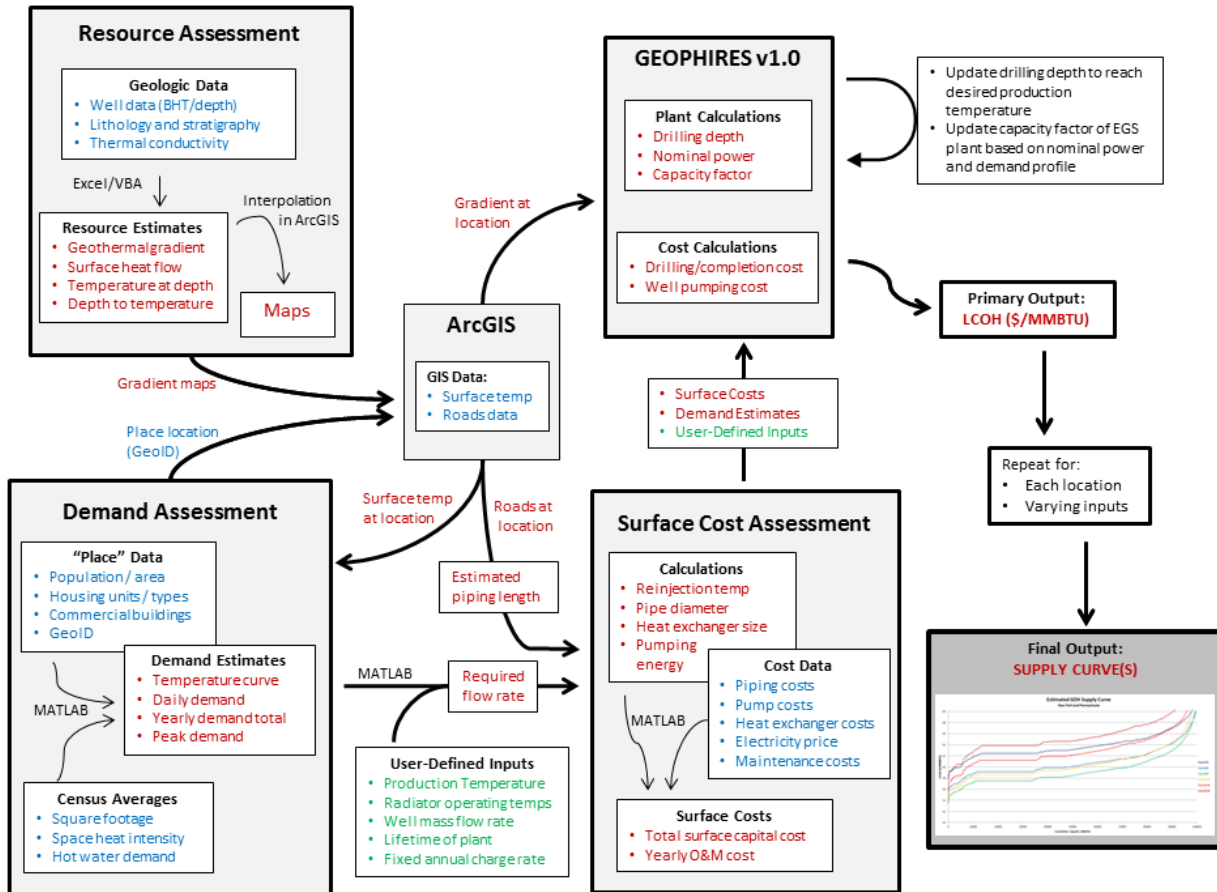 Resource Assessment
Geologic Data
• Well data (BHT/depth)
• Lithology and stratigraphy
• Thermal conductivity
Excel/VBA
Interpolation
in ArcGIS
Resource Estimates
• Geothermal gradient
• Surface heat flow
• Temperature at depth
• Depth to temperature
Maps
Gradient maps
Place location
(GeoID)
Demand Assessment
“Place” Data
• Population / area
• Housing units / types
• Commercial buildings
• GeoID
Demand Estimates
• Temperature curve
• Daily demand
• Yearly demand total
• Peak demand
MATLAB
Census Averages
• Square footage
• Space heat intensity
• Hot water demand
ArcGIS
GIS Data:
• Surface temp
• Roads data
Gradient at
location
Surface temp
at location
Roads at
location
Estimated
piping length
MATLAB
Required
flow rate
User-Defined Inputs
• Production Temperature
• Radiator operating temps
• Well mass flow rate
• Lifetime of plant
• Fixed annual charge rate
GEOPHIRES v1.0
Plant Calculations
• Drilling depth
• Nominal power
• Capacity factor
Cost Calculations
• Drilling/completion cost
• Well pumping cost
• Update drilling depth to reach
desired production
temperature
• Update capacity factor of EGS
plant based on nominal power
and demand profile
• Surface Costs
• Demand Estimates
• User-Defined Inputs
Surface Cost Assessment
Calculations
• Reinjection temp
• Pipe diameter
• Heat exchanger size
• Pumping
energy
Cost Data
• Piping costs
• Pump costs
• Heat exchanger costs
• Electricity price
• Maintenance costs
MATLAB
Surface Costs
• Total surface capital cost
• Yearly O&M cost
Primary Output:
LCOH ($/MMBTU)
Repeat for:
• Each location
• Varying inputs
Final Output:
SUPPLY CURVE(S)
Estimated GDH Supply Curve
New York and Pennsylvania